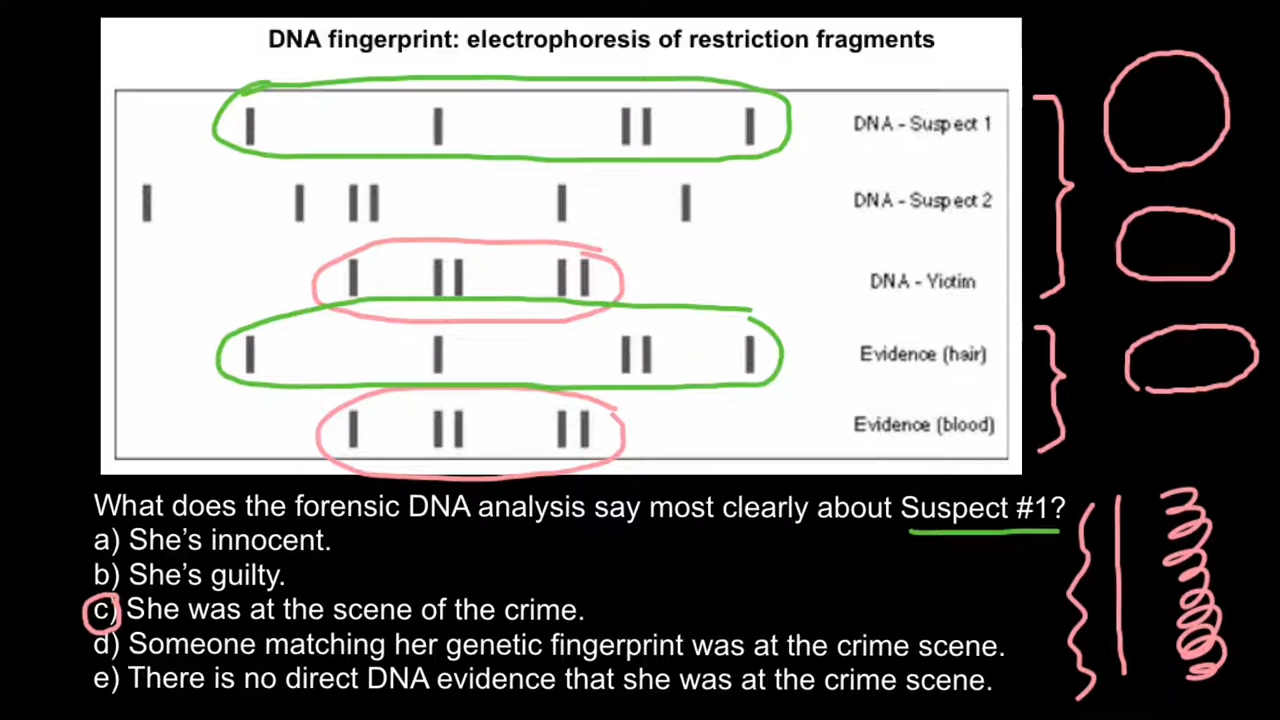 DNA fingerprint: electrophoresis of restriction fragments
DNA - Suspect 1
DNA - Suspect 2
DNA - Victim
Evidence (hair)
Evidence (blood)
What does the forensic DNA analysis say most clearly about Suspect #1?
a) She's innocent.
b) She's guilty.
c) She was at the scene of the crime.
d) Someone matching her genetic fingerprint was at the crime scene.
e) There is no direct DNA evidence that she was at the crime scene.